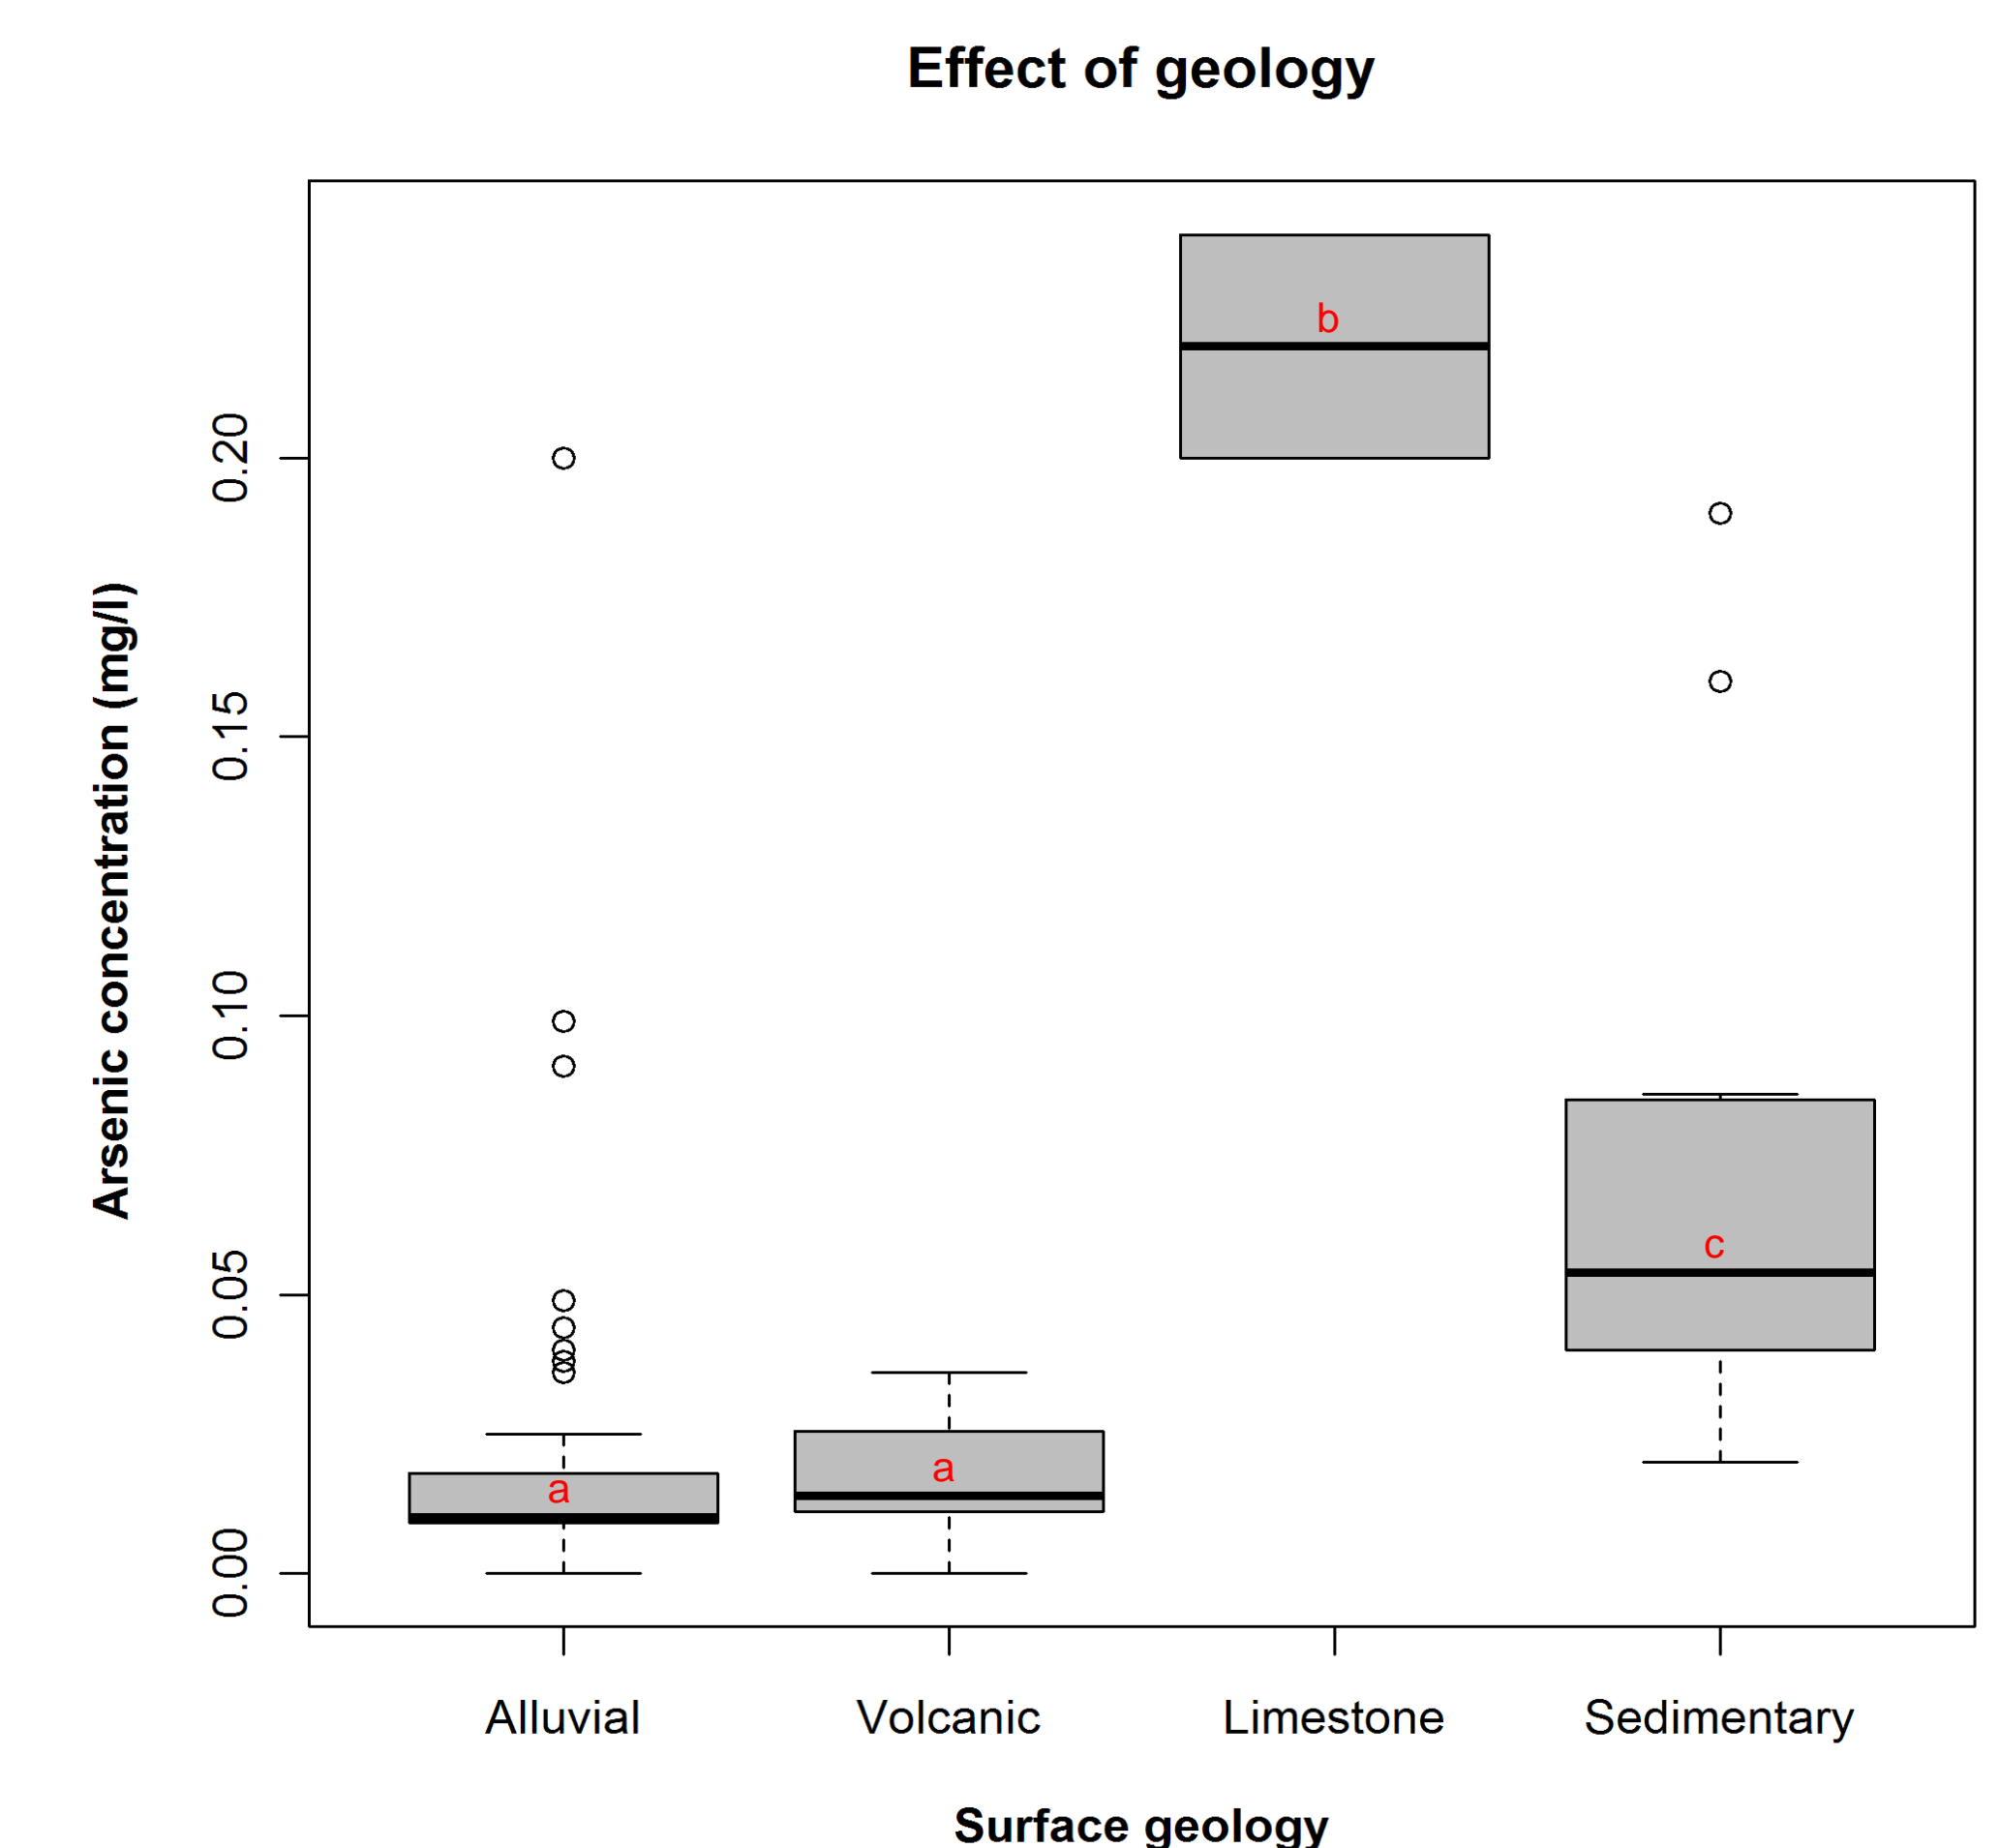 Effect of geology
Arsenic concentration (mg/l)
0.20
0.15
0.10
0.05
0.00
b
c
a
a
Alluvial
Volcanic
Limestone
Sedimentary
Surface geology